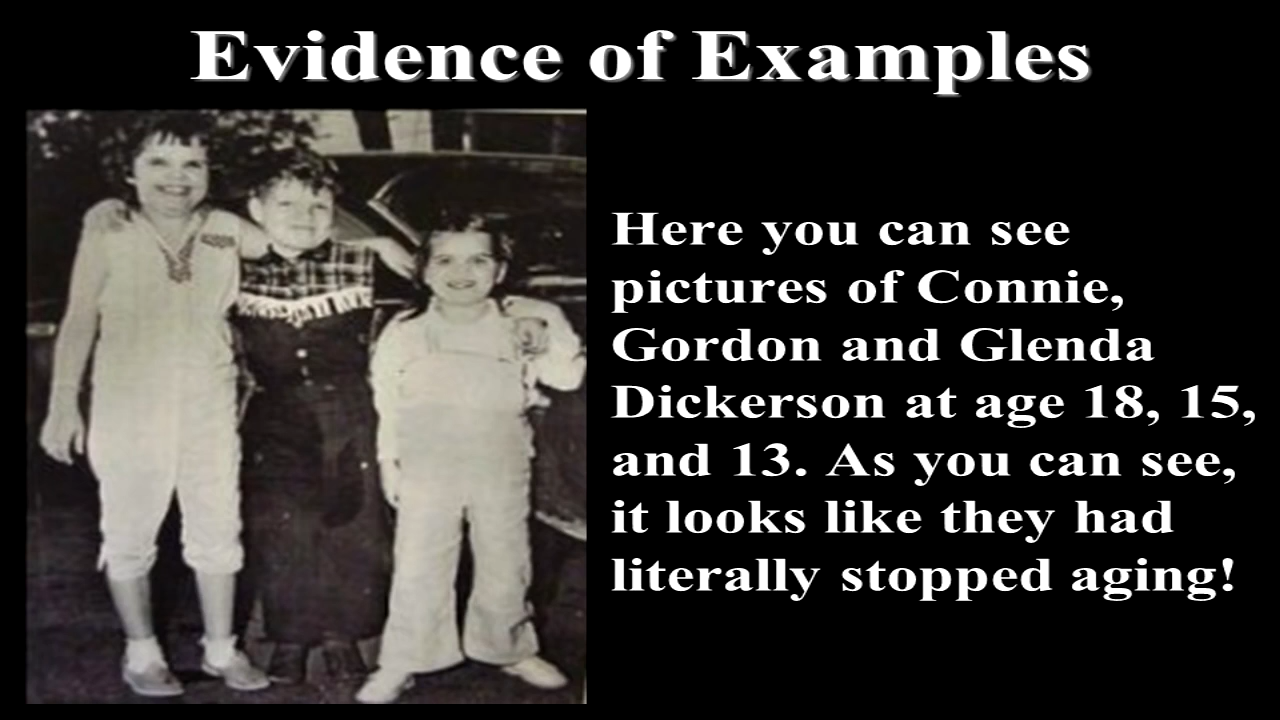 Evidence of Examples
Here you can see
pictures of Connie,
Gordon and Glenda
Dickerson at age 18, 15,
and 13. As you can see,
it looks like they had
literally stopped aging!